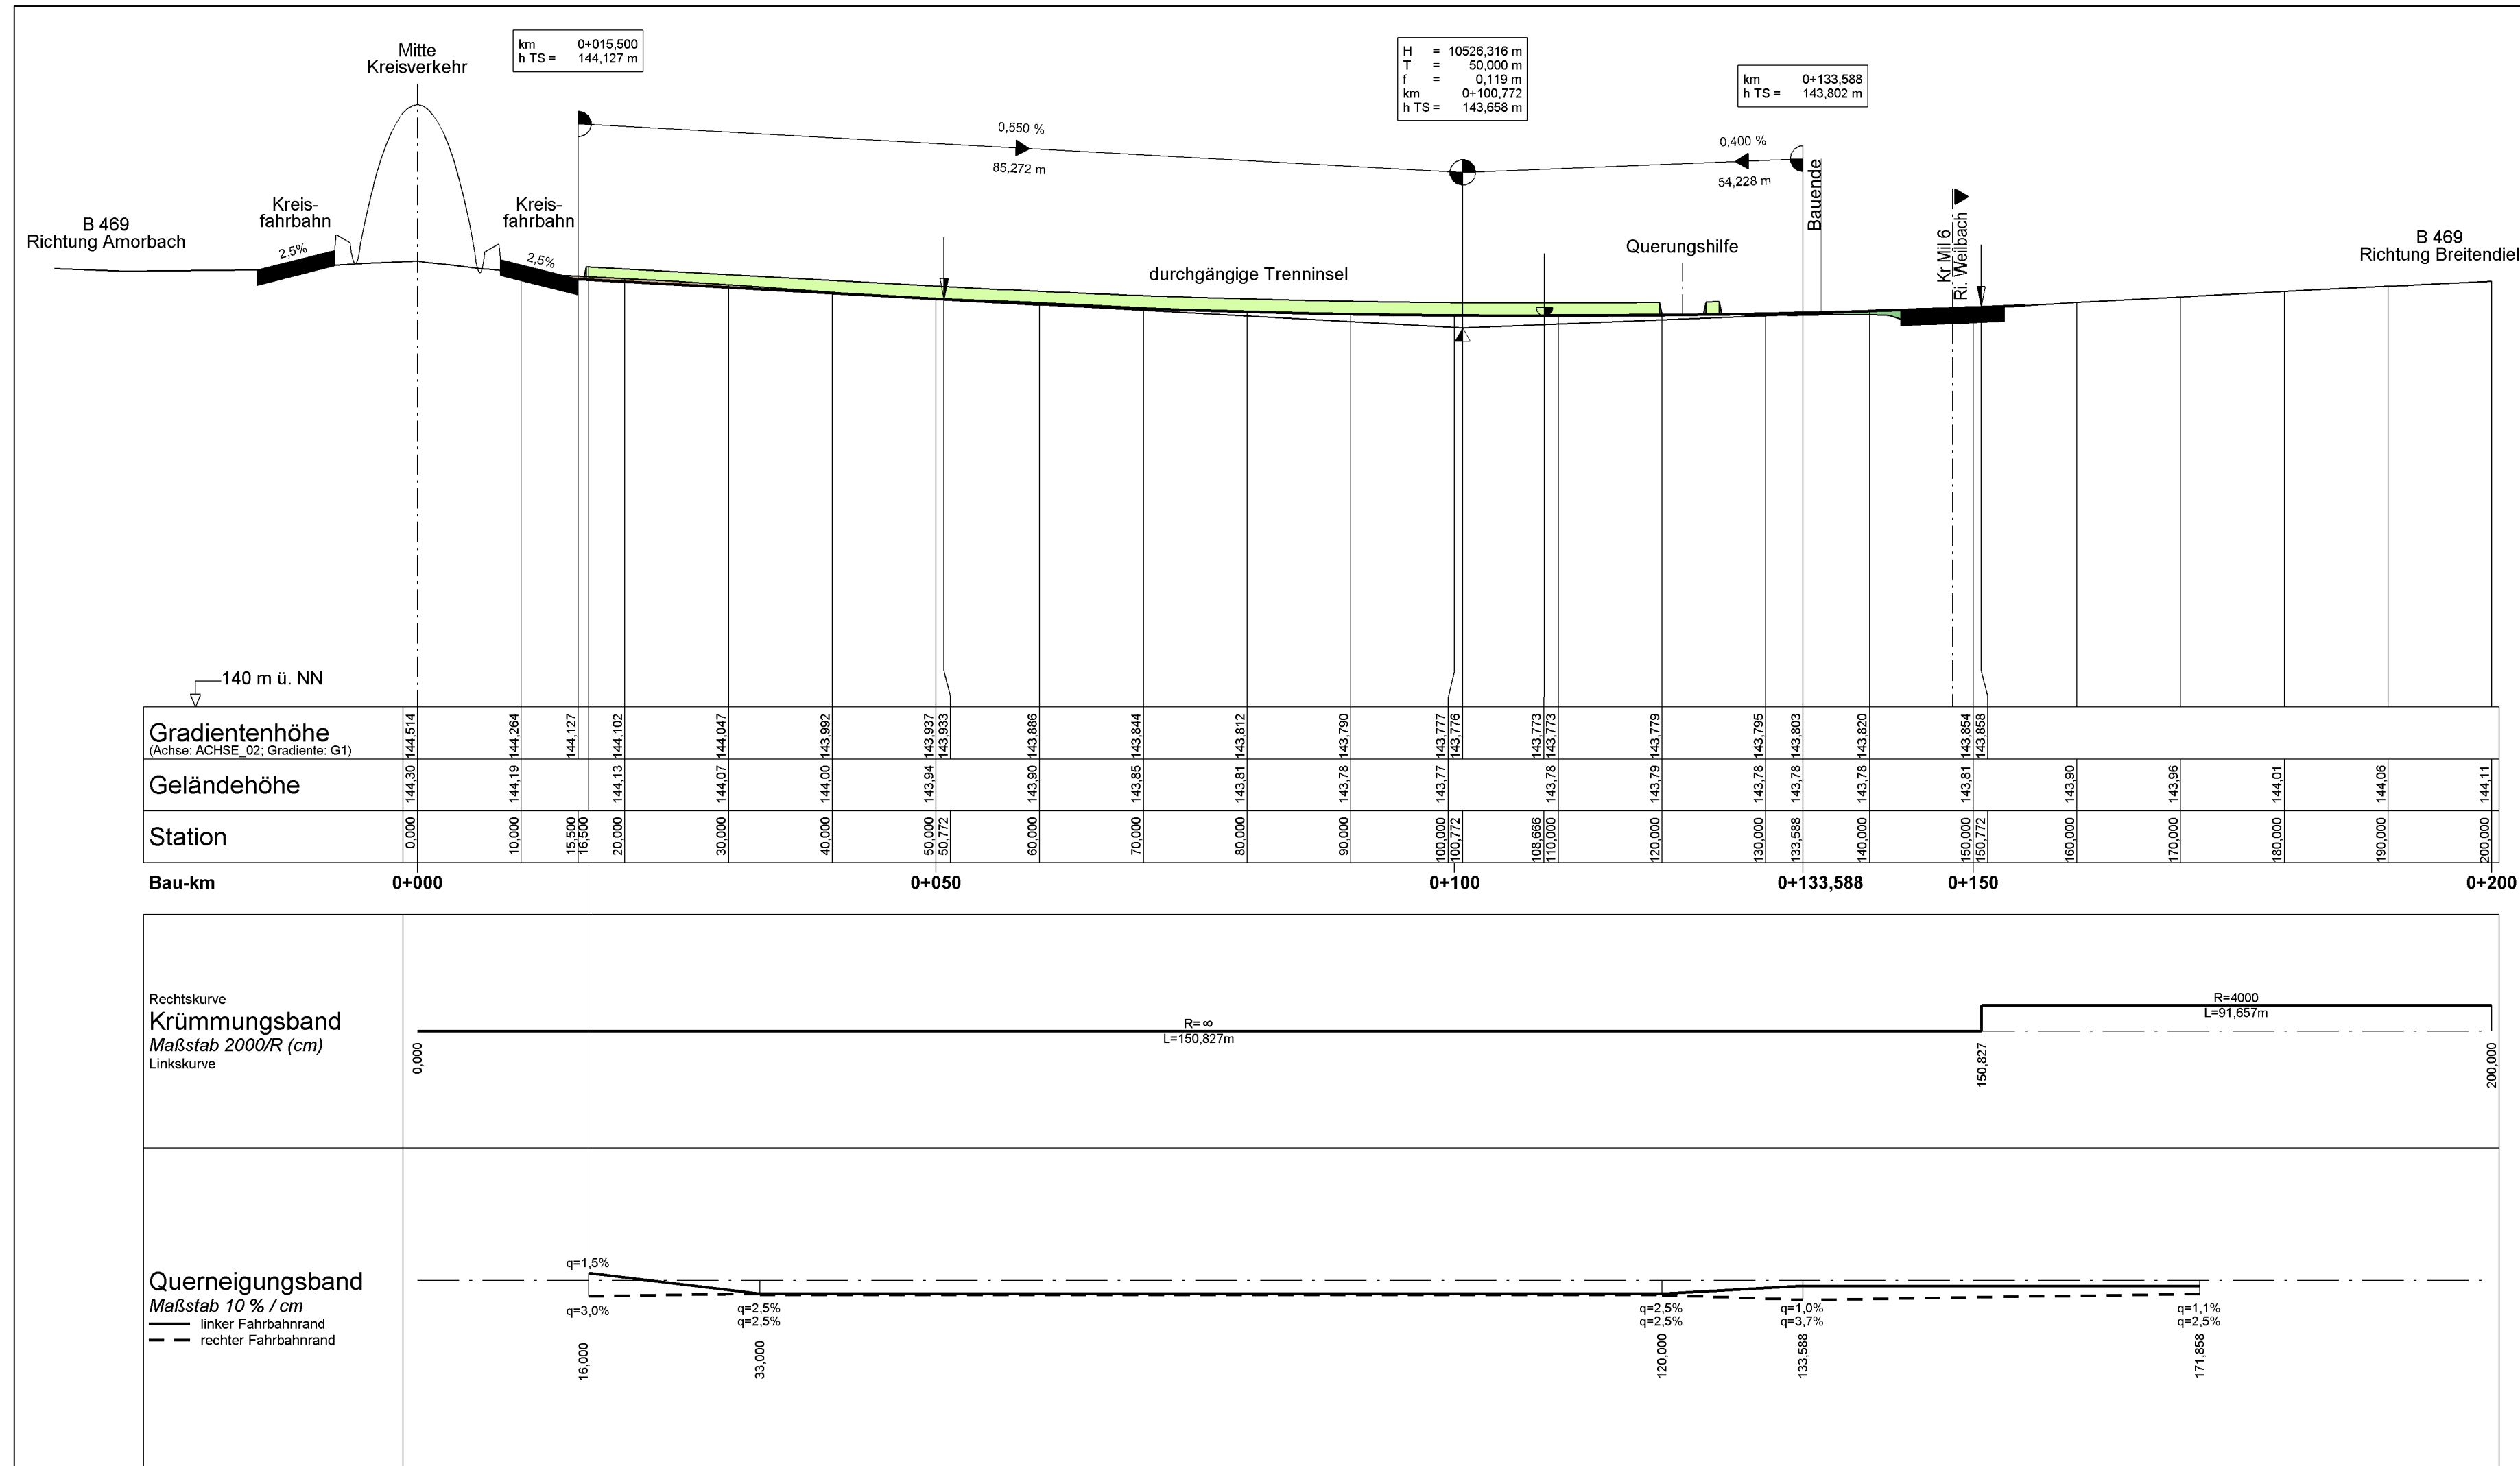 Mitte
Kreisverkehr
km 0+015,500
h TS = 144,127 m
H = 10526,316 m
T = 50,000 m
f = 0,119 m
km 0+100,772
h TS = 143,658 m
km 0+133,588
h TS = 143,802 m
0,550 %
85,272 m
0,400 %
54,228 m
Bauende
B 469
Richtung Amorbach
Kreis-
fahrbahn
2,5%
Kreis-
fahrbahn
2,5%
durchgängige Trenninsel
Querungshilfe
Kr Mil 6
Ri. Weilbach
B 469
Richtung Breitendiel
140 m ü. NN
Gradientenhöhe
(Achse: ACHSE_02; Gradiente: G1)
144,514 144,264 144,127 144,102 144,047 143,992 143,937 143,933 143,886 143,844 143,812 143,790 143,777 143,776 143,773 143,773 143,779 143,795 143,803 143,820 143,854 143,858
Geländehöhe
144,30 144,19 144,13 144,07 144,00 143,94 143,90 143,85 143,81 143,78 143,77 143,78 143,79 143,78 143,78 143,78 143,81 143,90 143,96 144,01 144,06 144,11
Station
0,000 10,000 15,500 16,500 20,000 30,000 40,000 50,000 50,772 60,000 70,000 80,000 90,000 100,000 100,772 108,666 110,000 120,000 130,000 133,588 140,000 150,000 150,772 160,000 170,000 180,000 190,000 200,000
Bau-km 0+000 0+050 0+100 0+133,588 0+150 0+200
Rechtskurve
Krümmungsband
Maßstab 2000/R (cm)
Linkskurve
0,000
R= ∞
L=150,827m
150,827
R=4000
L=91,657m
200,000
Querneigungsband
Maßstab 10 % / cm
linker Fahrbahnrand
rechter Fahrbahnrand
q=1,5%
q=3,0%
16,000
q=2,5%
q=2,5%
33,000
q=2,5%
q=2,5%
120,000
q=1,0%
q=3,7%
133,588
q=1,1%
q=2,5%
171,858